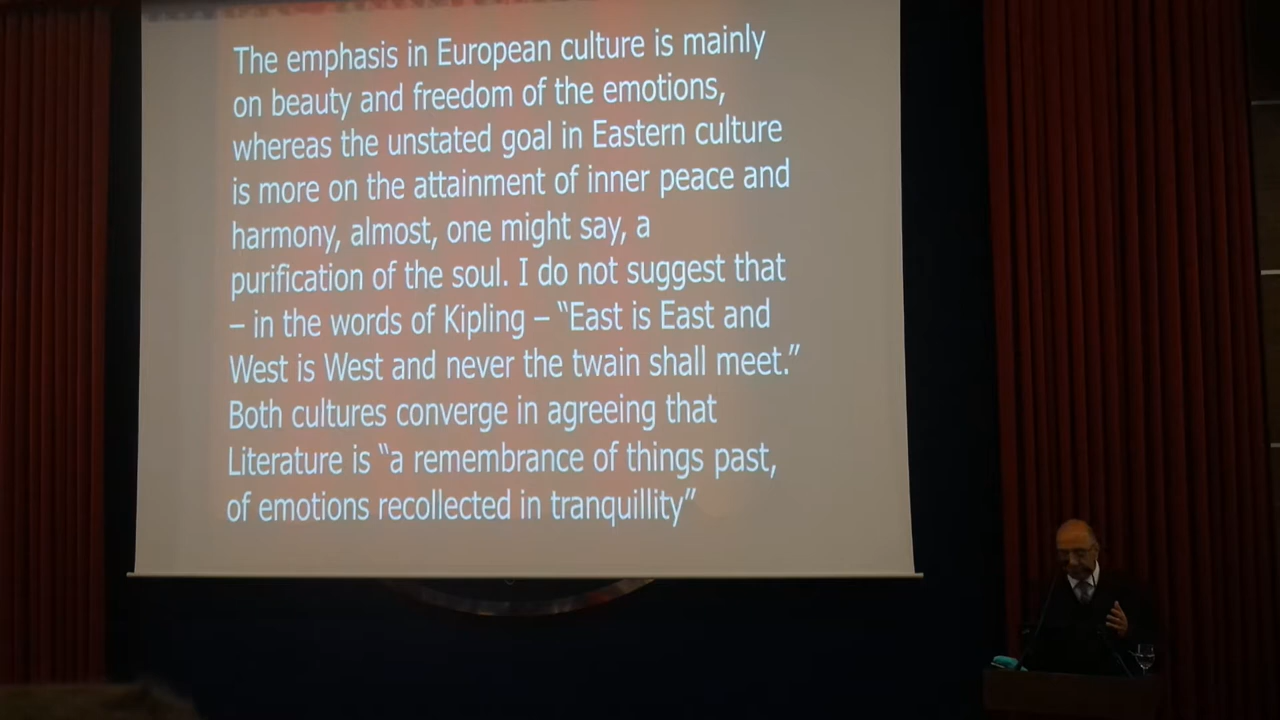 The emphasis in European culture is mainly
on beauty and freedom of the emotions,
whereas the unstated goal in Eastern culture
is more on the attainment of inner peace and
harmony, almost, one might say, a
purification of the soul. I do not suggest that
– in the words of Kipling – “East is East and
West is West and never the twain shall meet.”
Both cultures converge in agreeing that
Literature is “a remembrance of things past,
of emotions recollected in tranquillity”